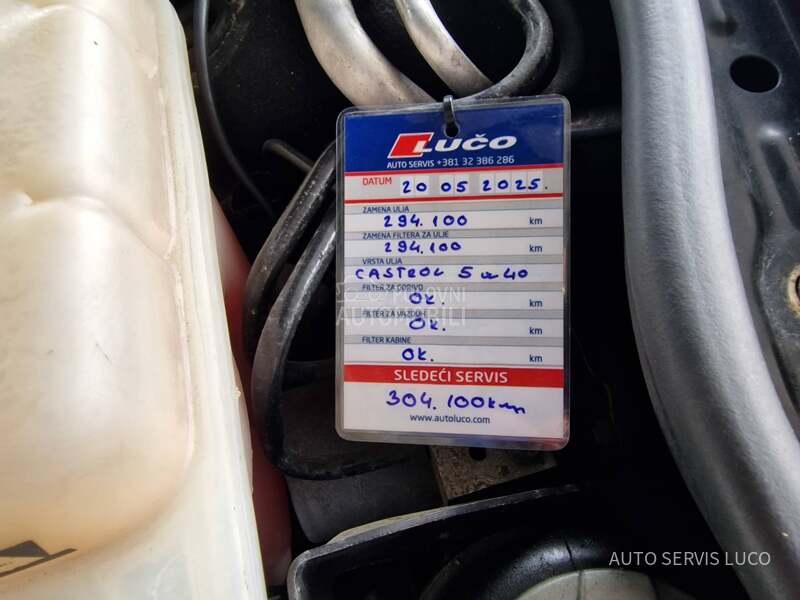 LUČO
AUTO SERVIS +381 32 386 286
DATUM 20 05 2025.
ZAMENA ULJA
294.100 km
ZAMENA FILTERA ZA ULJE
294.100 km
VRSTA ULJA
CASTROL 5w40
FILTER ZA GORIVO
OK. km
FILTER ZA VAZDUH
OK. km
FILTER KABINE
OK. km
SLEDEĆI SERVIS
304.100km
www.autoluco.com
POLOVNI
AUTOMOBILI
AUTO SERVIS LUCO